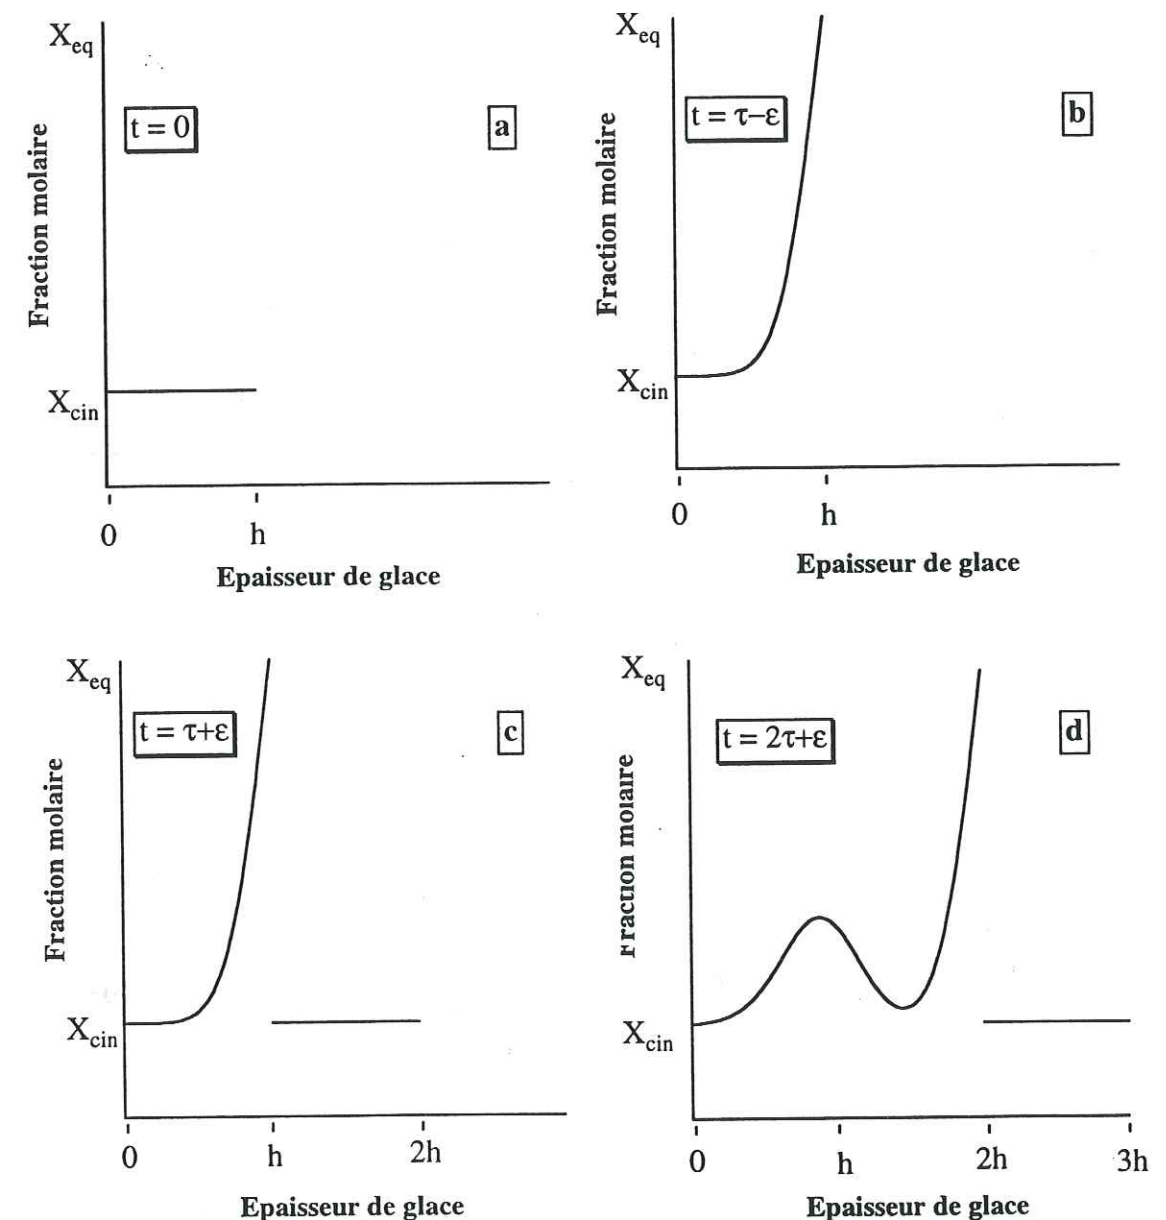 X_eq
t = 0
a
Fraction molaire
X_cin
0 h
Epaisseur de glace
X_eq
t = τ−ε
b
Fraction molaire
X_cin
0 h
Epaisseur de glace
X_eq
t = τ+ε
c
Fraction molaire
X_cin
0 h 2h
Epaisseur de glace
X_eq
t = 2τ+ε
d
Fraction molaire
X_cin
0 h 2h 3h
Epaisseur de glace